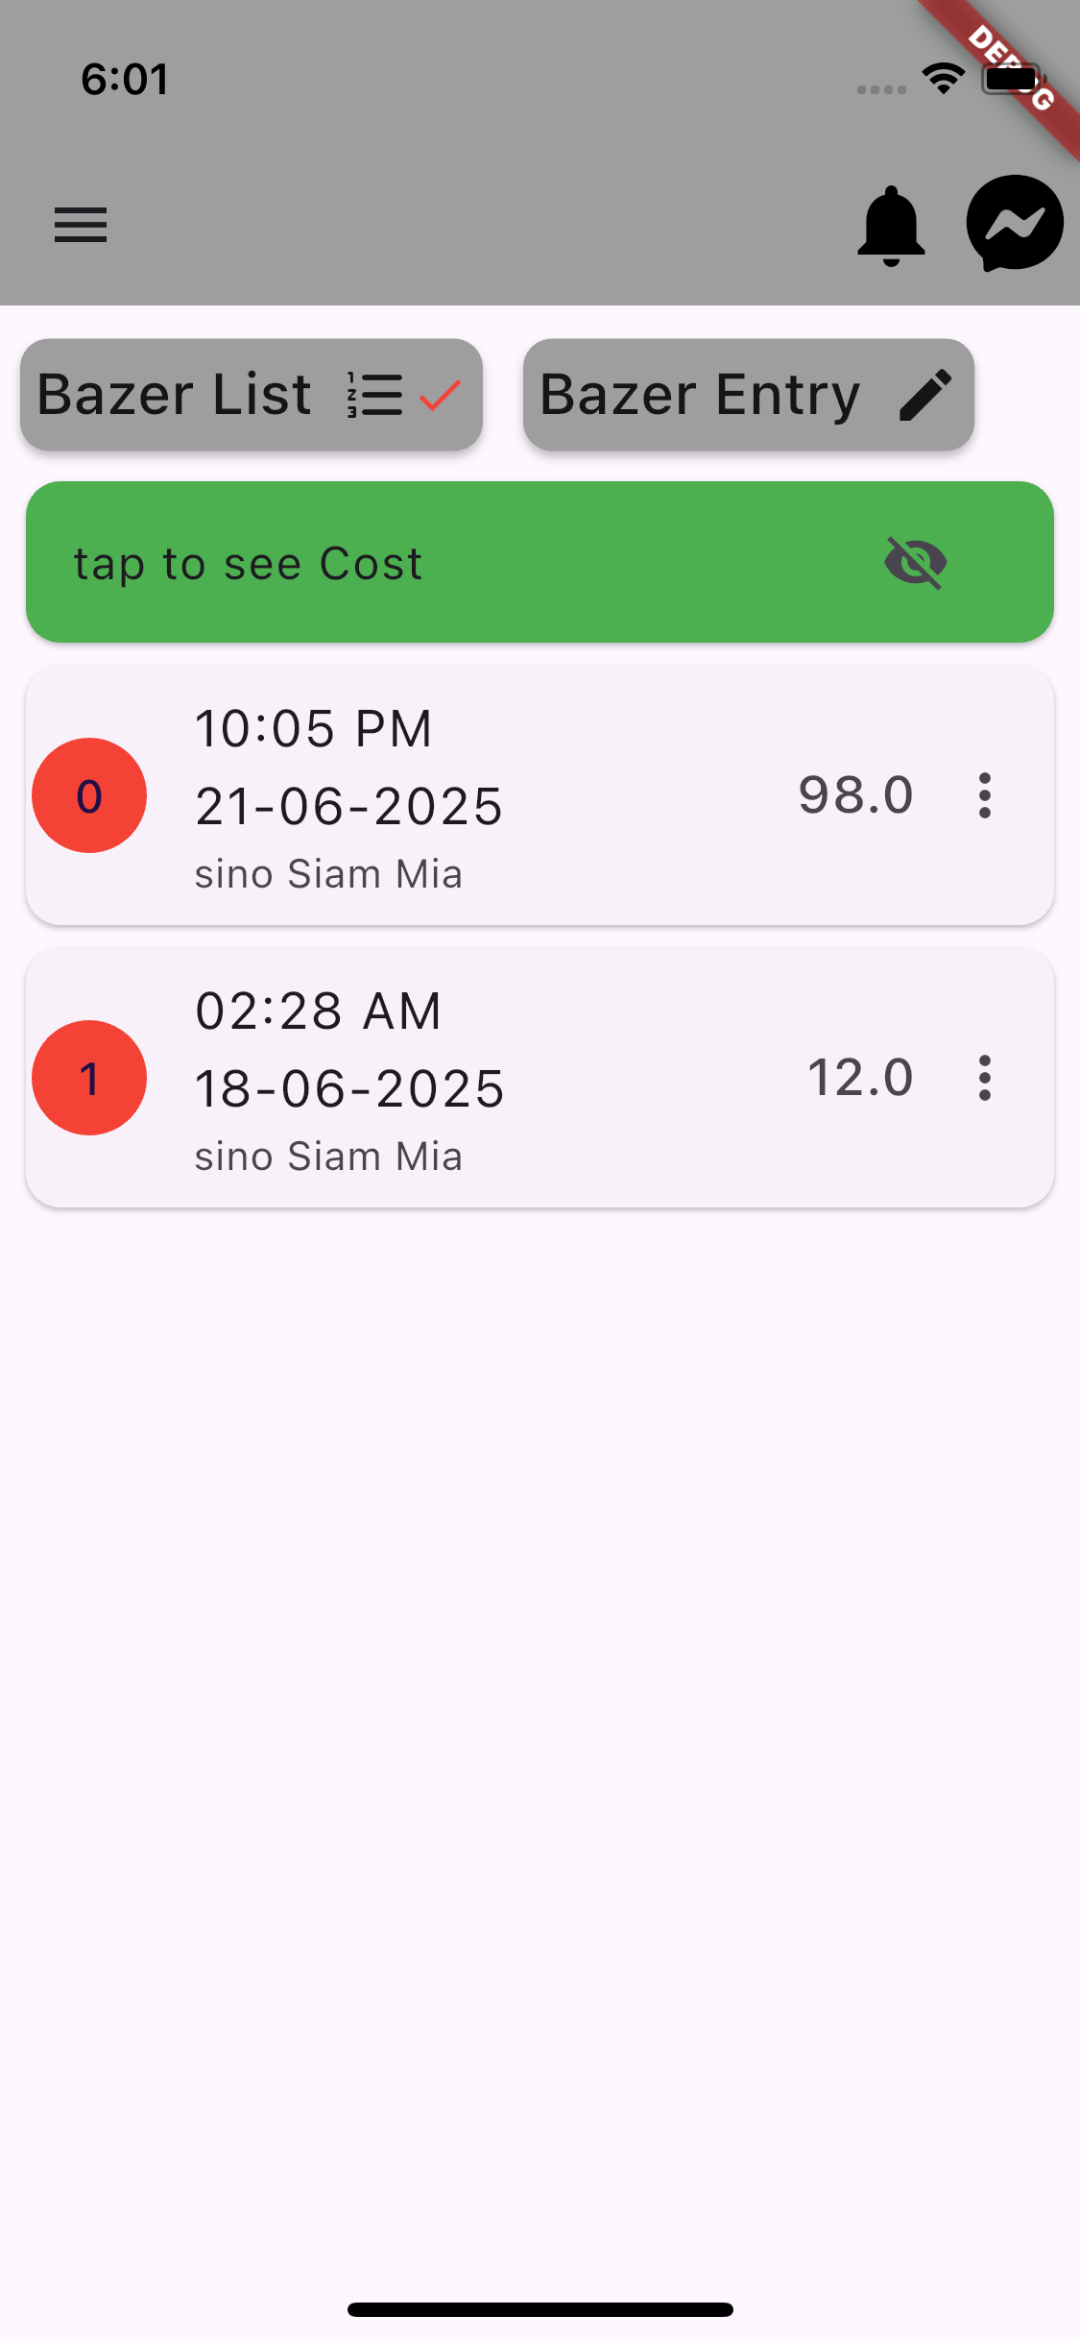 6:01
DEBUG
Bazer List
Bazer Entry
tap to see Cost
0
10:05 PM
21-06-2025
sino Siam Mia
98.0
1
02:28 AM
18-06-2025
sino Siam Mia
12.0